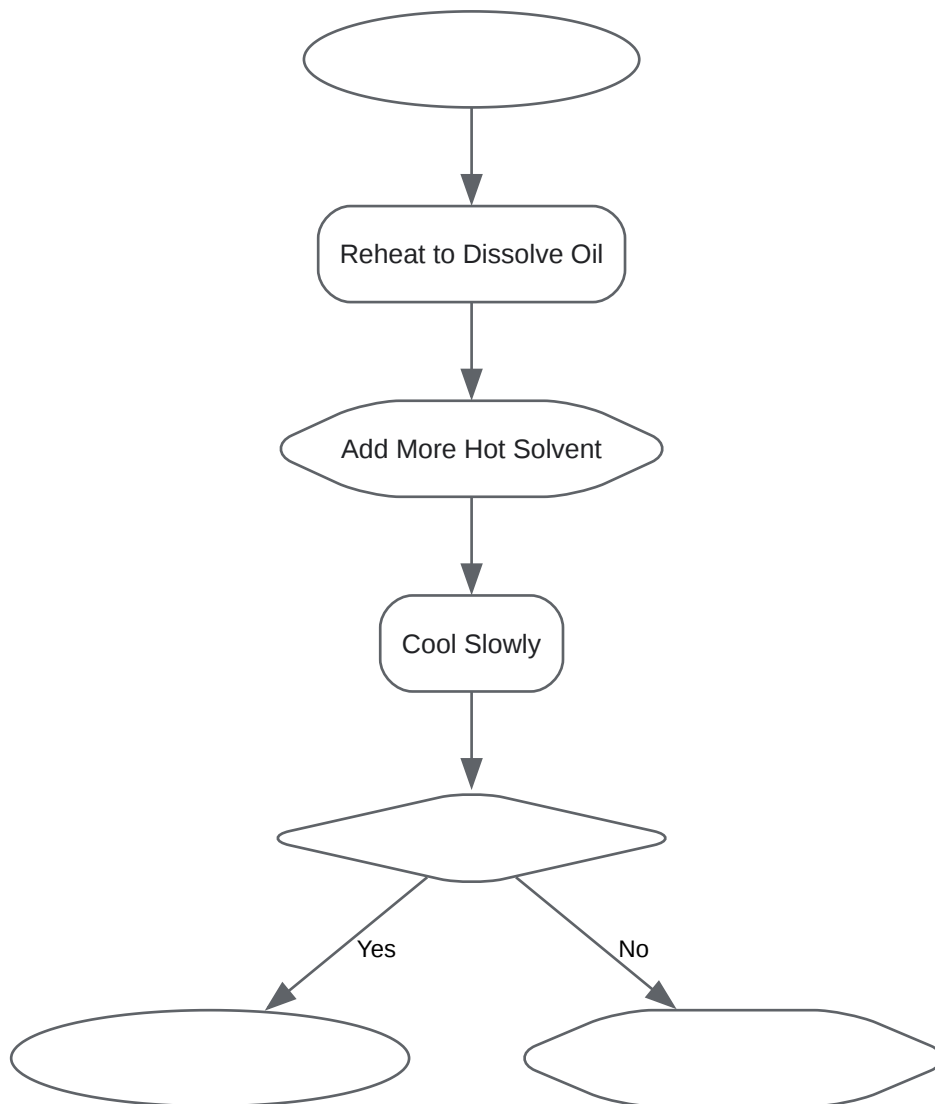 Reheat to Dissolve Oil
Add More Hot Solvent
Cool Slowly
Yes
No